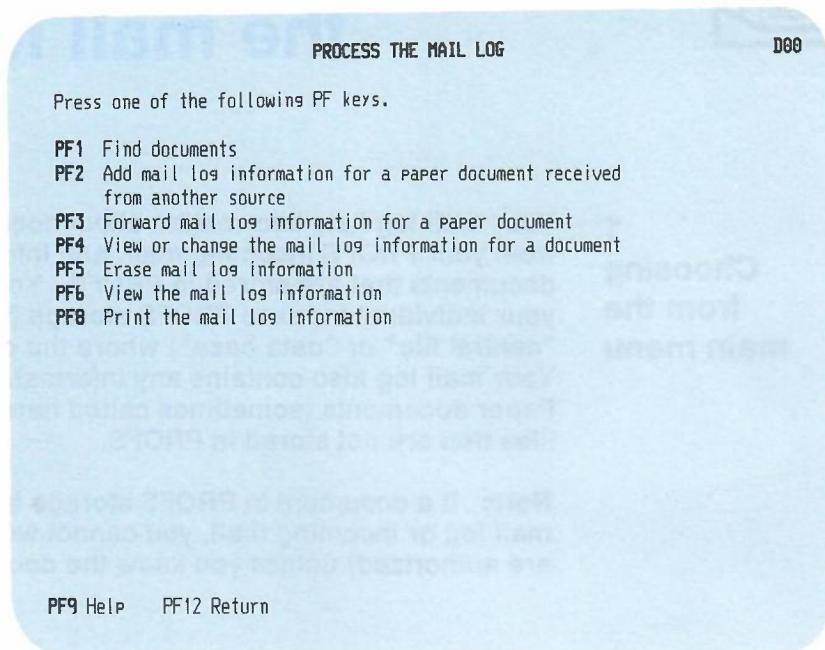 PROCESS THE MAIL LOG D00
Press one of the following PF keys.
PF1 Find documents
PF2 Add mail log information for a paper document received
from another source
PF3 Forward mail log information for a paper document
PF4 View or change the mail log information for a document
PF5 Erase mail log information
PF6 View the mail log information
PF8 Print the mail log information
PF9 Help PF12 Return